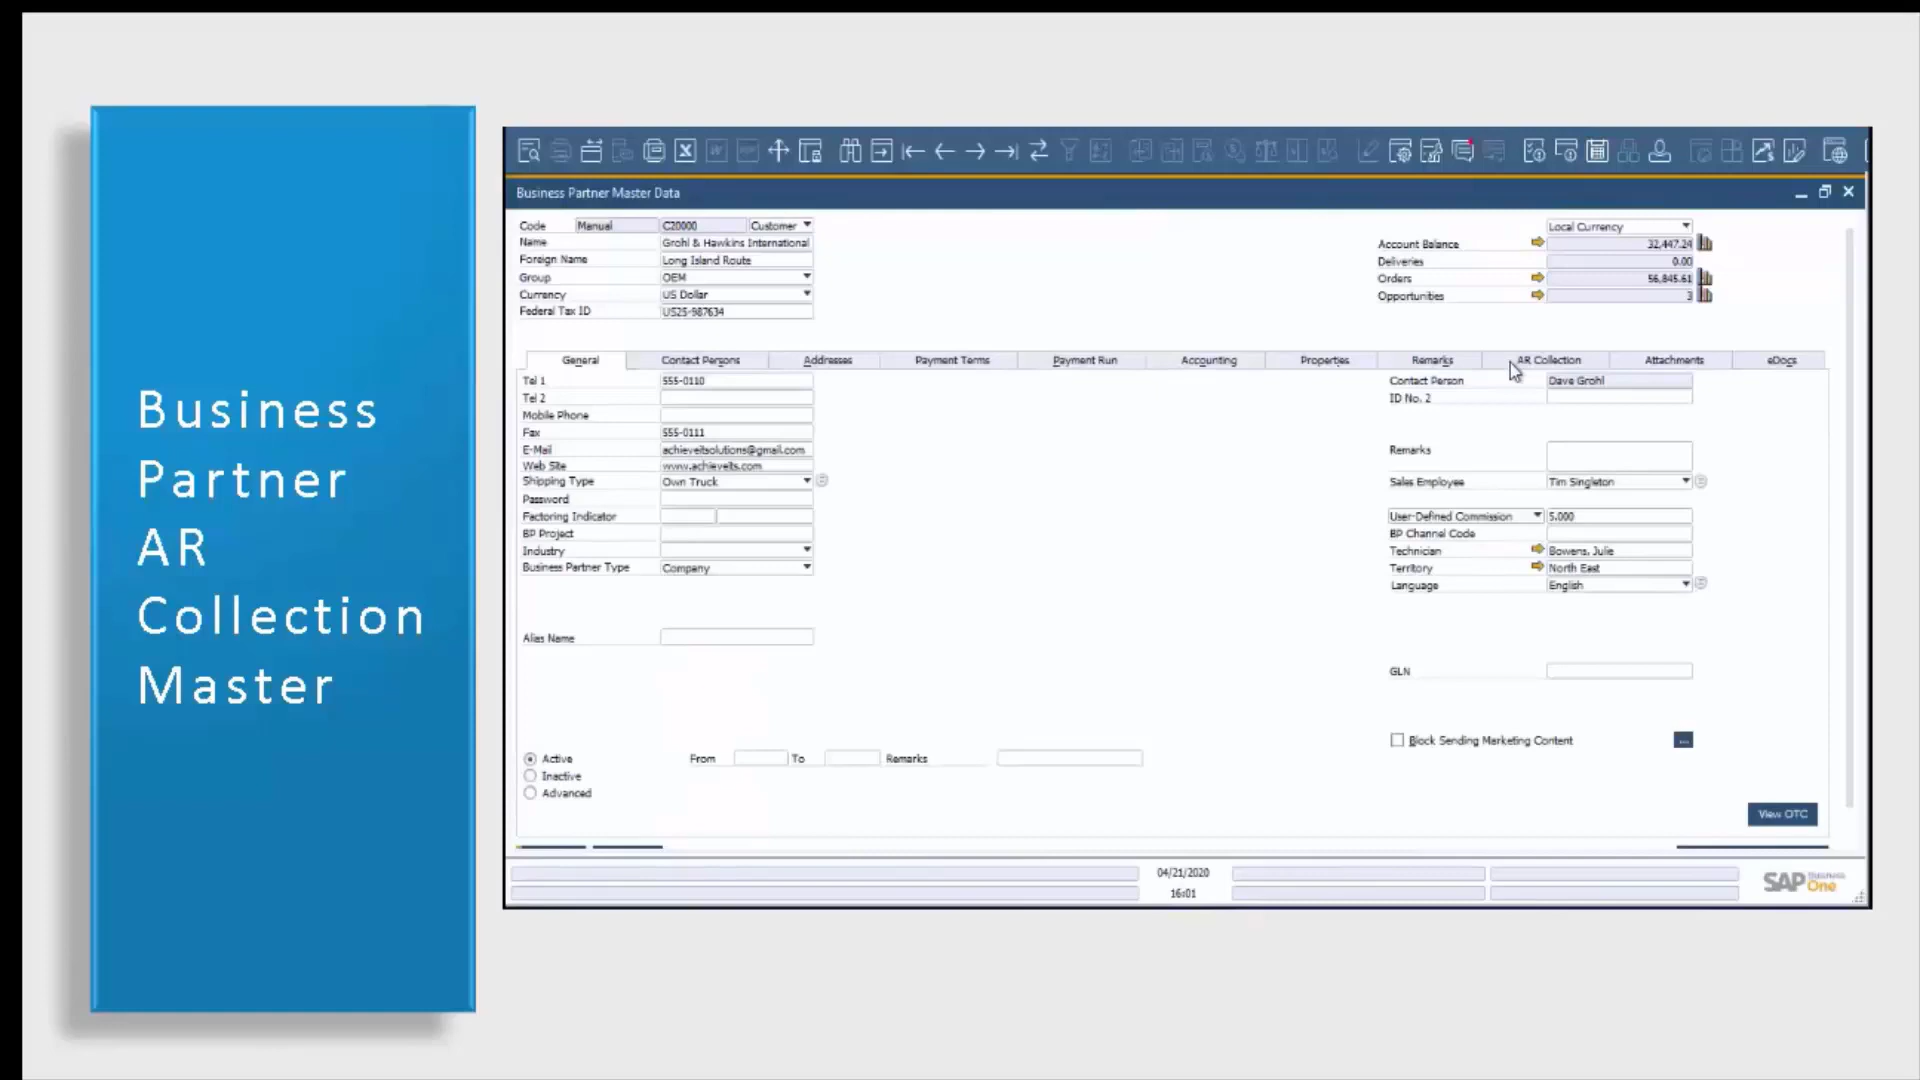 Business
Partner
AR
Collection
Master
Business Partner Master Data
Code Manual C20000 Customer
Name Grohl & Hawkins International
Foreign Name Long Island Route
Group OEM
Currency US Dollar
Federal Tax ID US25-987634
Local Currency
Account Balance 32,447.24
Deliveries 0.00
Orders 56,845.61
Opportunities 3
General Contact Persons Addresses Payment Terms Payment Run Accounting Properties Remarks AR Collection Attachments eDocs
Tel 1 555-0110
Tel 2
Mobile Phone
Fax 555-0111
E-Mail achieveitsolutions@gmail.com
Web Site www.achieveits.com
Shipping Type Own Truck
Password
Factoring Indicator
BP Project
Industry
Business Partner Type Company
Alias Name
Contact Person Dave Grohl
ID No. 2
Remarks
Sales Employee Tim Singleton
User-Defined Commission 5.000
BP Channel Code
Technician Bowens, Julie
Territory North East
Language English
GLN
Block Sending Marketing Content ...
Active From To Remarks
Inactive
Advanced
View OTC
04/21/2020
16:01
SAP Business One